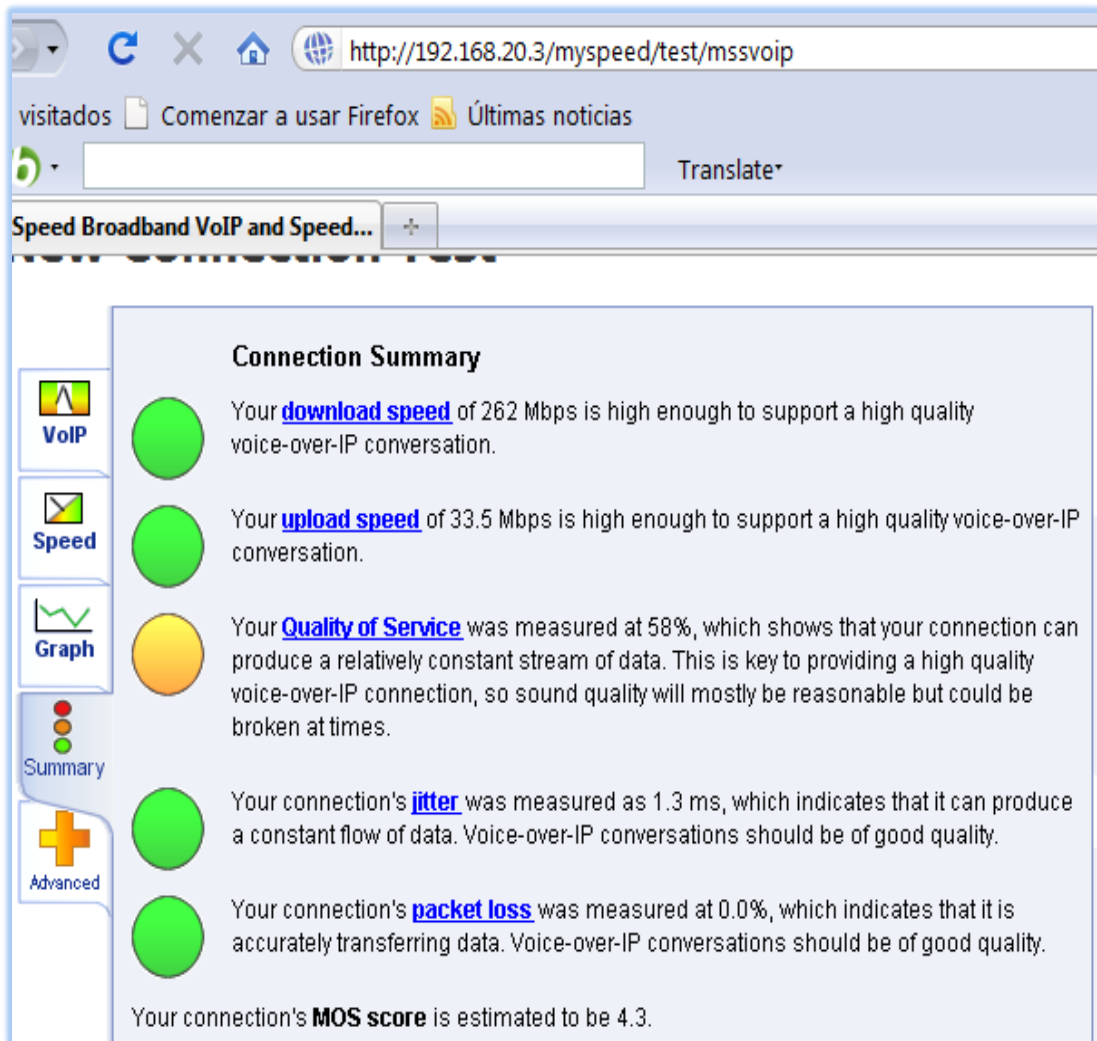 http://192.168.20.3/myspeed/test/mssvoip
visitados Comenzar a usar Firefox Últimas noticias
Translate
Speed Broadband VoIP and Speed...
Connection Summary
VoIP
Your download speed of 262 Mbps is high enough to support a high quality
voice-over-IP conversation.
Speed
Your upload speed of 33.5 Mbps is high enough to support a high quality voice-over-IP
conversation.
Graph
Your Quality of Service was measured at 58%, which shows that your connection can
produce a relatively constant stream of data. This is key to providing a high quality
voice-over-IP connection, so sound quality will mostly be reasonable but could be
broken at times.
Summary
Your connection's jitter was measured as 1.3 ms, which indicates that it can produce
a constant flow of data. Voice-over-IP conversations should be of good quality.
Advanced
Your connection's packet loss was measured at 0.0%, which indicates that it is
accurately transferring data. Voice-over-IP conversations should be of good quality.
Your connection's MOS score is estimated to be 4.3.